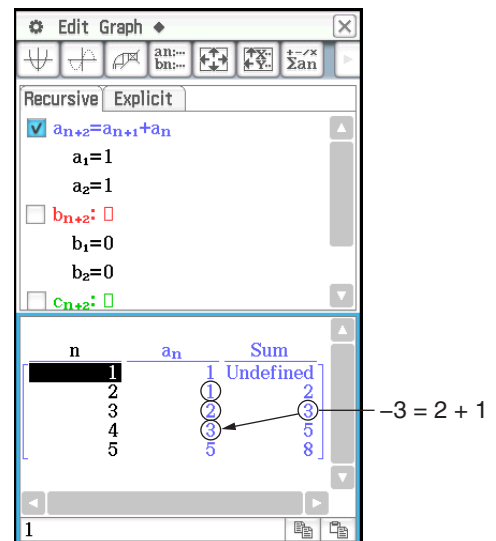 Edit Graph ◆
an:··· bn:··· X·· Y·· +−/× Σan
Recursive Explicit
aₙ₊₂=aₙ₊₁+aₙ
a₁=1
a₂=1
bₙ₊₂: □
b₁=0
b₂=0
cₙ₊₂: □
n aₙ Sum
1 1 Undefined
2 1 2
3 2 3 –3 = 2 + 1
4 3 5
5 5 8
1